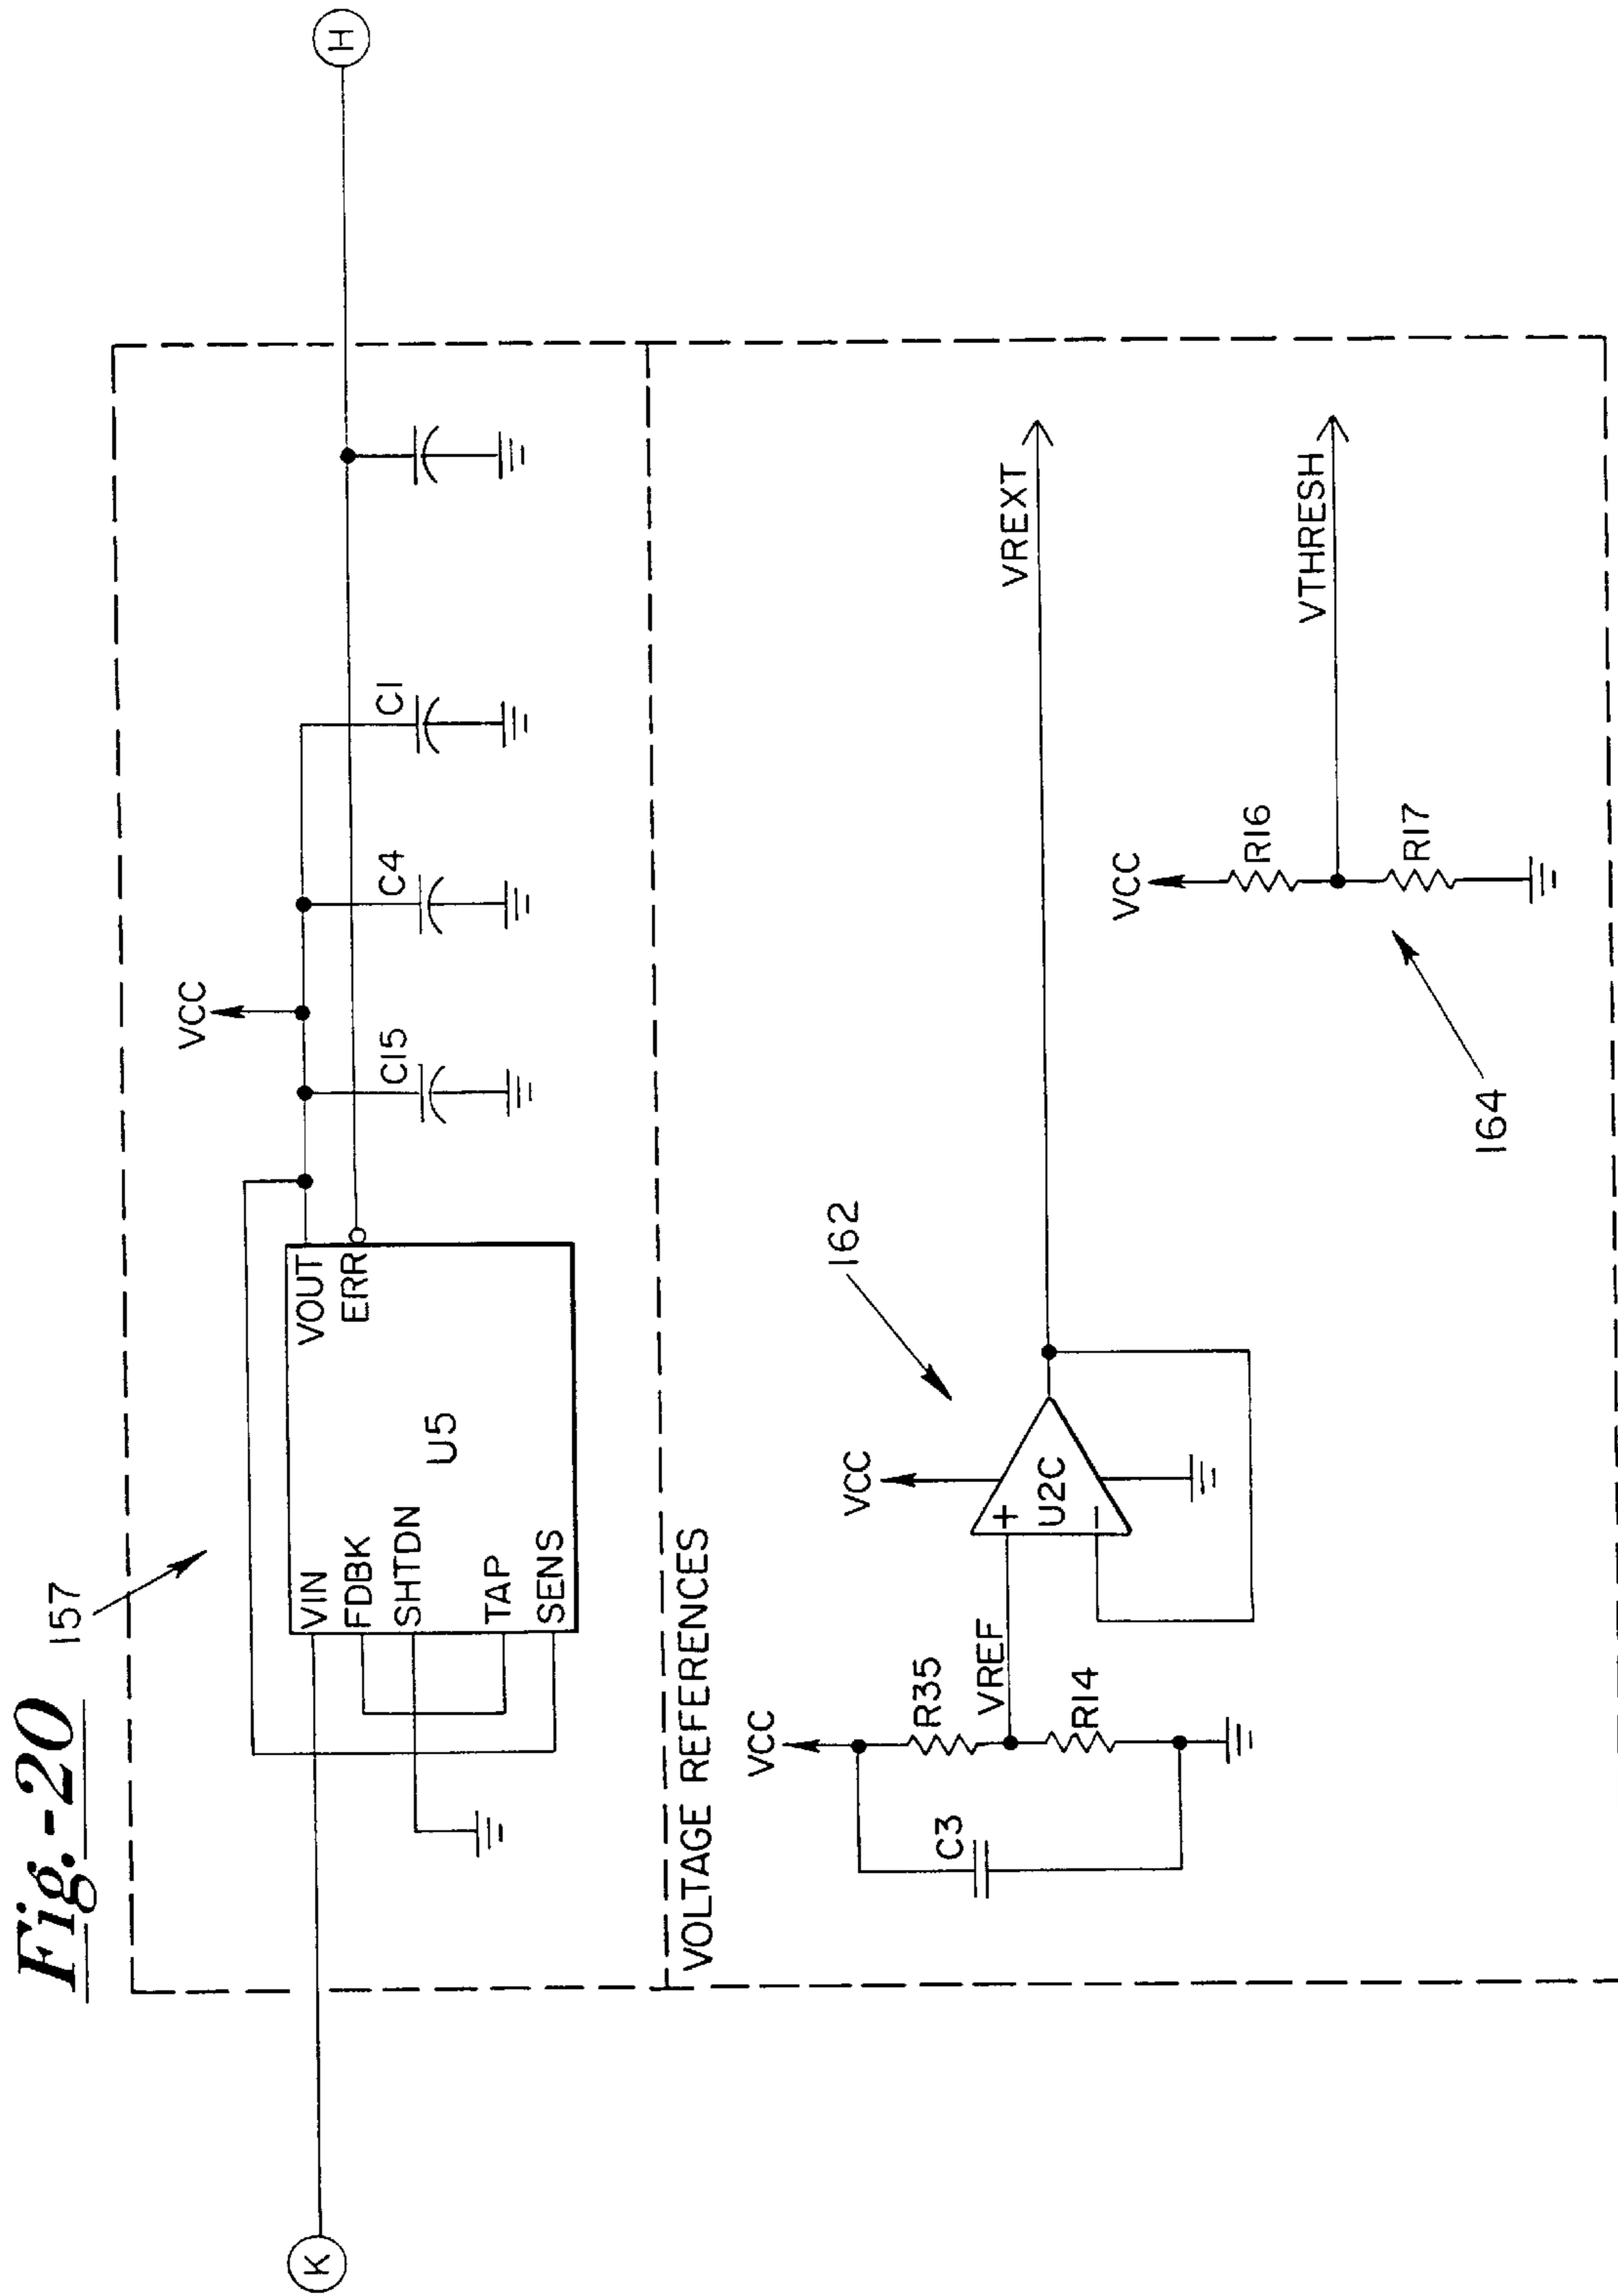 Fig.-20
157
K
H
VIN
FDBK
SHTDN
TAP
SENS
U5
VOUT
ERR
VCC
C15
C4
C1
VOLTAGE REFERENCES
VCC
C3
R35
VREF
R14
VCC
+
U2C
-
162
VREXT
VCC
R16
R17
VTHRESH
164